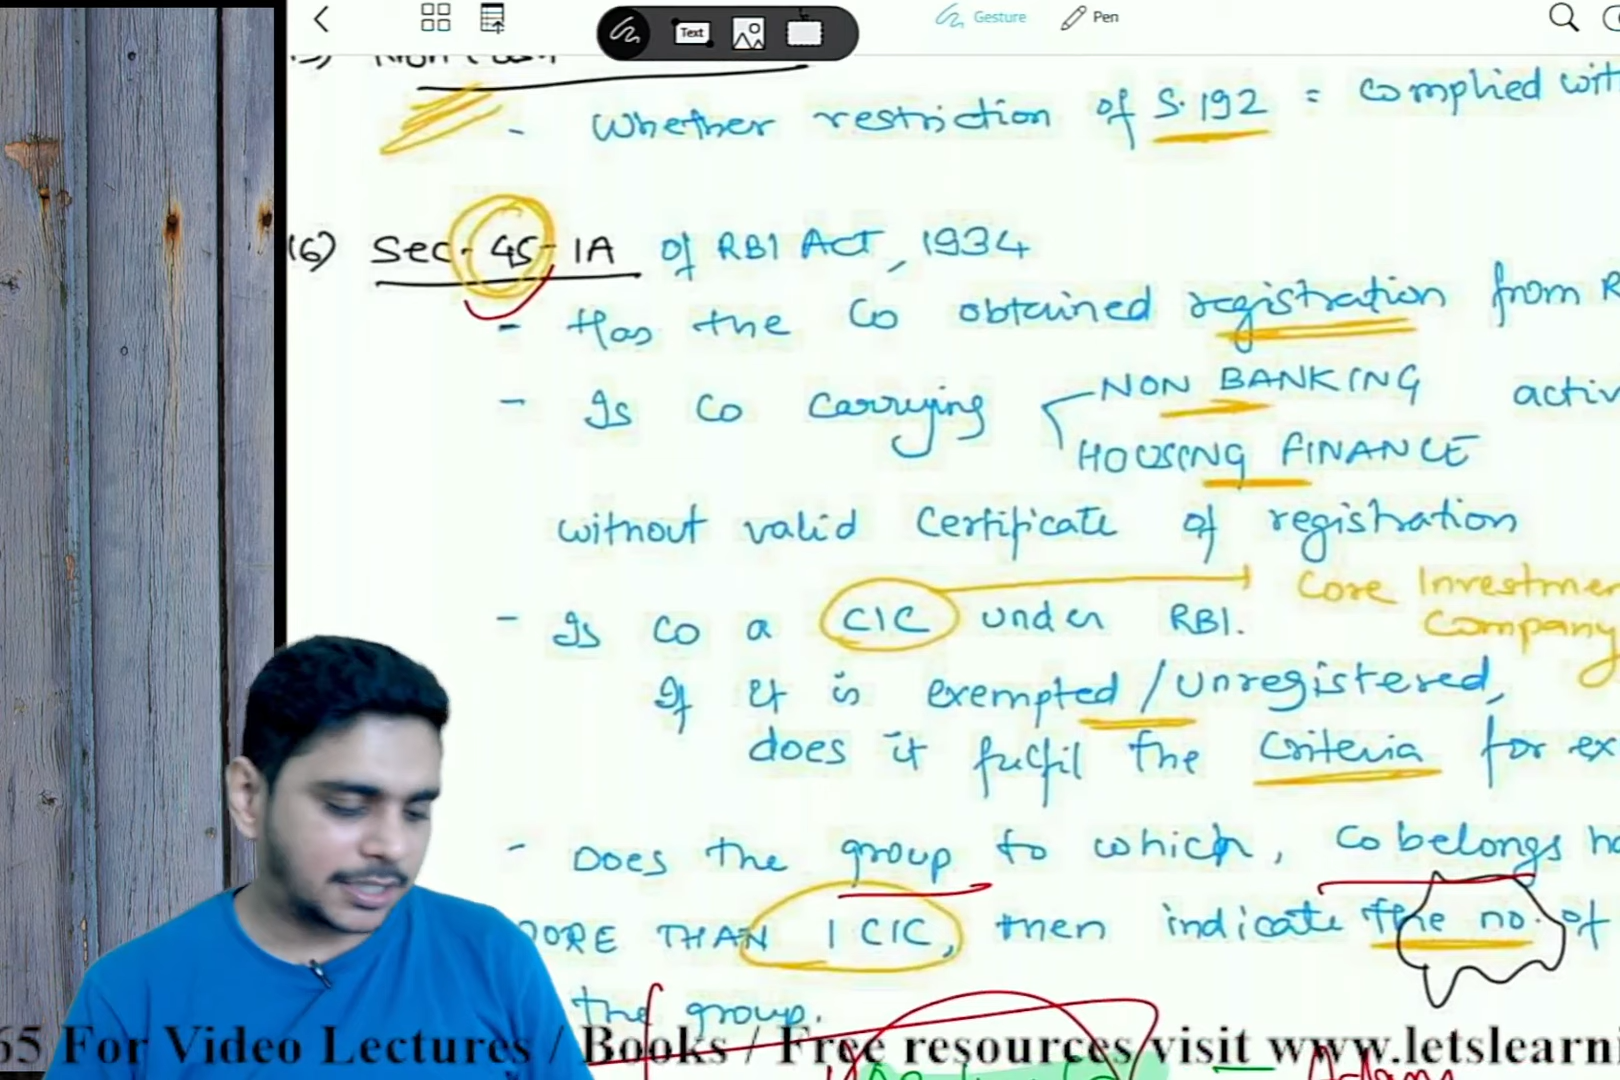 Gesture Pen
Text
- Whether restriction of S.192 = complied with
(6) Sec-45-IA of RBI Act, 1934
- Has the Co obtained registration from R
- Is Co carrying NON BANKING activ
HOUSING FINANCE
without valid Certificate of registration
- Is Co a CIC under RBI. Core Investmen
Company
If it is exempted / unregistered,
does it fulfil the criteria for ex
- Does the group to which, Co belongs ha
MORE THAN 1 CIC, then indicate the no. of
the group.
65 For Video Lectures / Books / Free resources visit www.letslearn